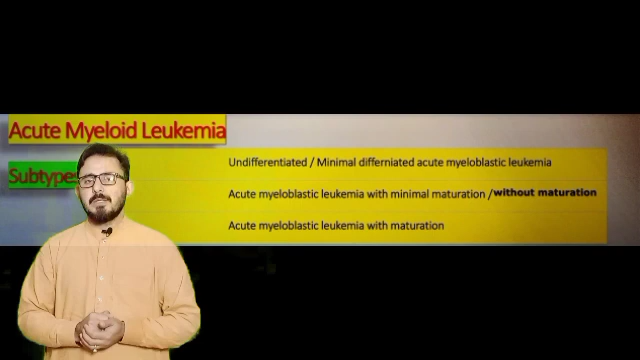 Acute Myeloid Leukemia
Subtypes
Undifferentiated / Minimal differniated acute myeloblastic leukemia
Acute myeloblastic leukemia with minimal maturation /without maturation
Acute myeloblastic leukemia with maturation